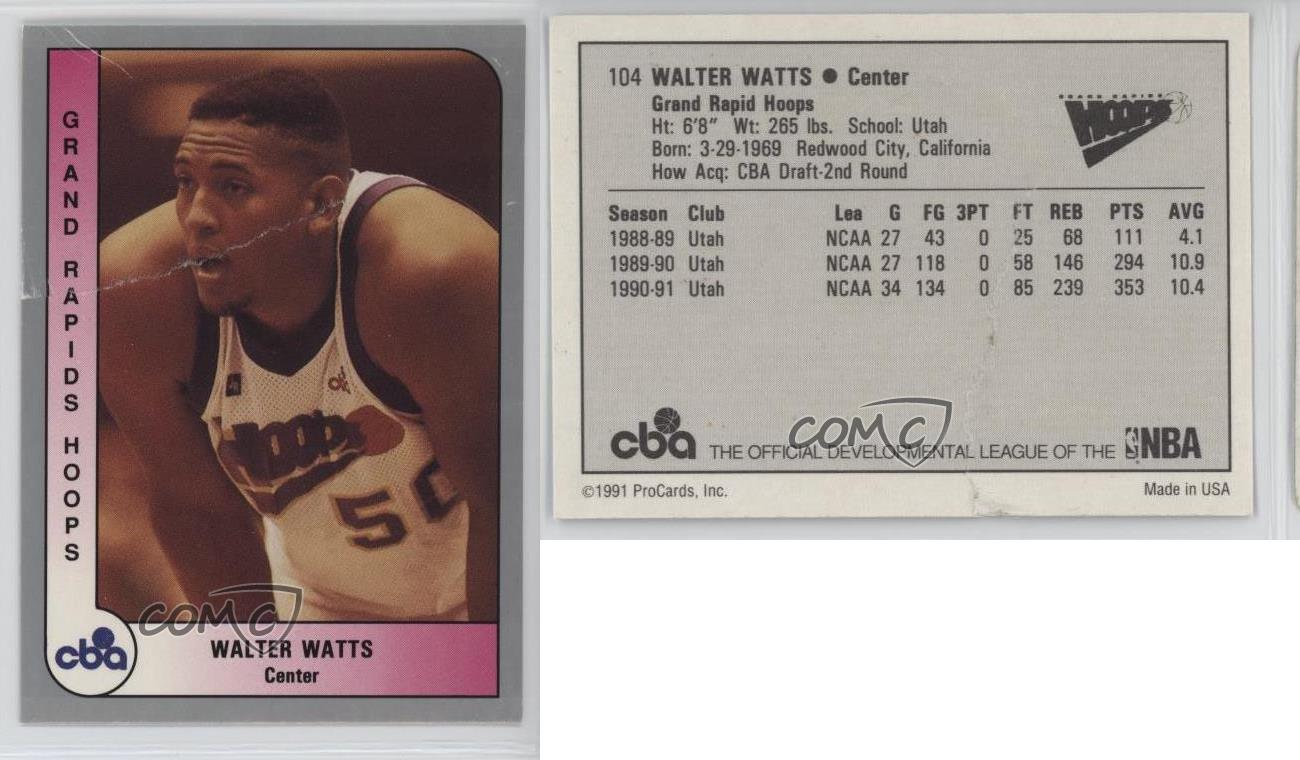 GRAND RAPIDS HOOPS
Hoops
50
COMC
cba
WALTER WATTS
Center
104 WALTER WATTS ● Center
Grand Rapid Hoops
Ht: 6'8" Wt: 265 lbs. School: Utah
Born: 3-29-1969 Redwood City, California
How Acq: CBA Draft-2nd Round
GRAND RAPIDS
HOOPS
Season Club Lea G FG 3PT FT REB PTS AVG
1988-89 Utah NCAA 27 43 0 25 68 111 4.1
1989-90 Utah NCAA 27 118 0 58 146 294 10.9
1990-91 Utah NCAA 34 134 0 85 239 353 10.4
COMC
cba THE OFFICIAL DEVELOPMENTAL LEAGUE OF THE NBA
©1991 ProCards, Inc. Made in USA